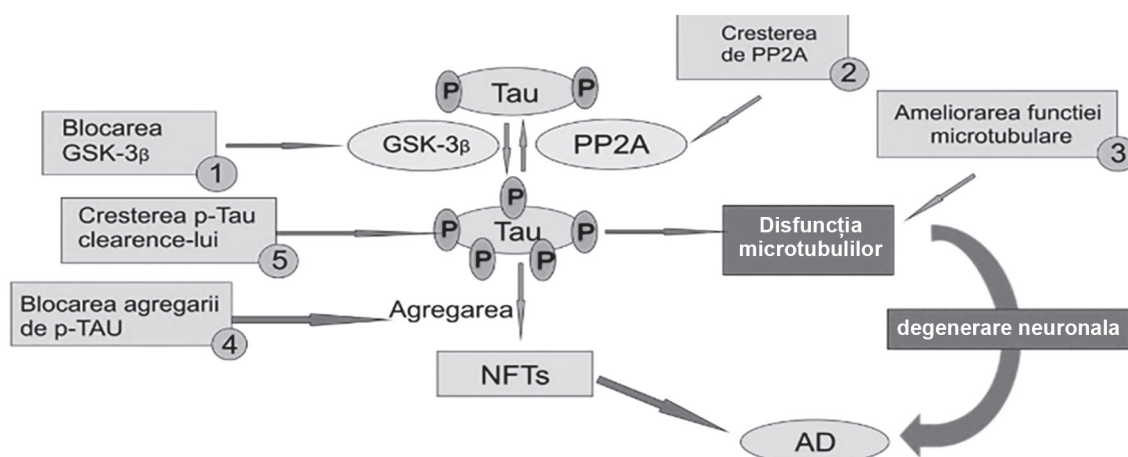 Cresterea
de PP2A
2
P
Tau
P
Ameliorarea functiei
microtubulare
3
Blocarea
GSK-3β
1
GSK-3β
PP2A
P
Cresterea p-Tau
clearence-lui
5
P
Tau
P
P
P
Disfuncția
microtubulilor
Blocarea agregarii
de p-TAU
4
Agregarea
degenerare neuronala
NFTs
AD